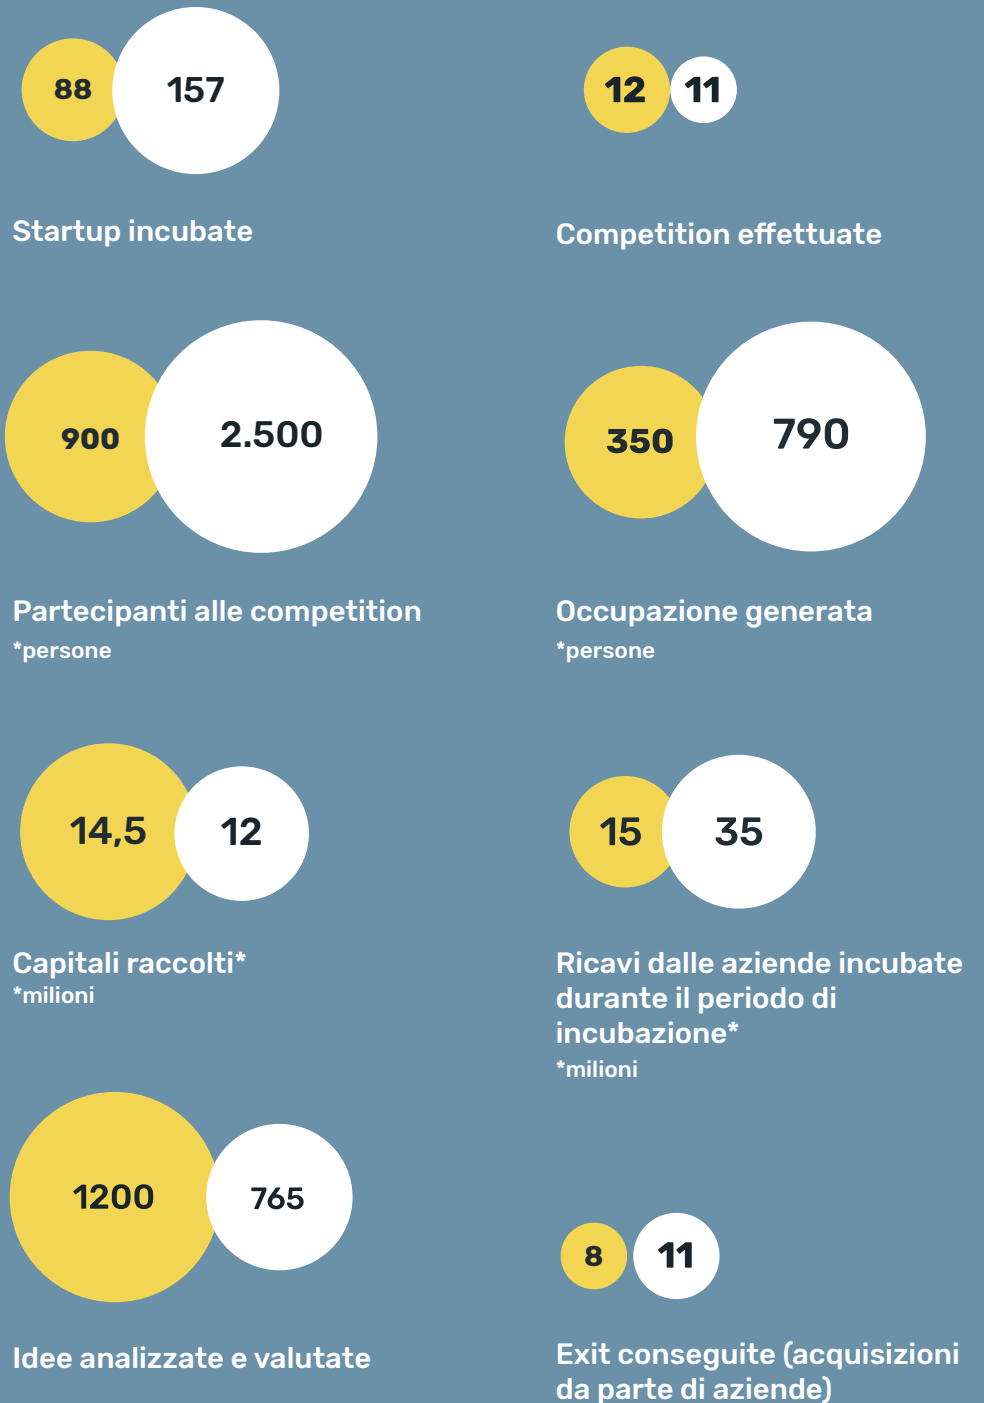 88 157
Startup incubate
12 11
Competition effettuate
900 2.500
Partecipanti alle competition
*persone
350 790
Occupazione generata
*persone
14,5 12
Capitali raccolti*
*milioni
15 35
Ricavi dalle aziende incubate
durante il periodo di
incubazione*
*milioni
1200 765
Idee analizzate e valutate
8 11
Exit conseguite (acquisizioni
da parte di aziende)